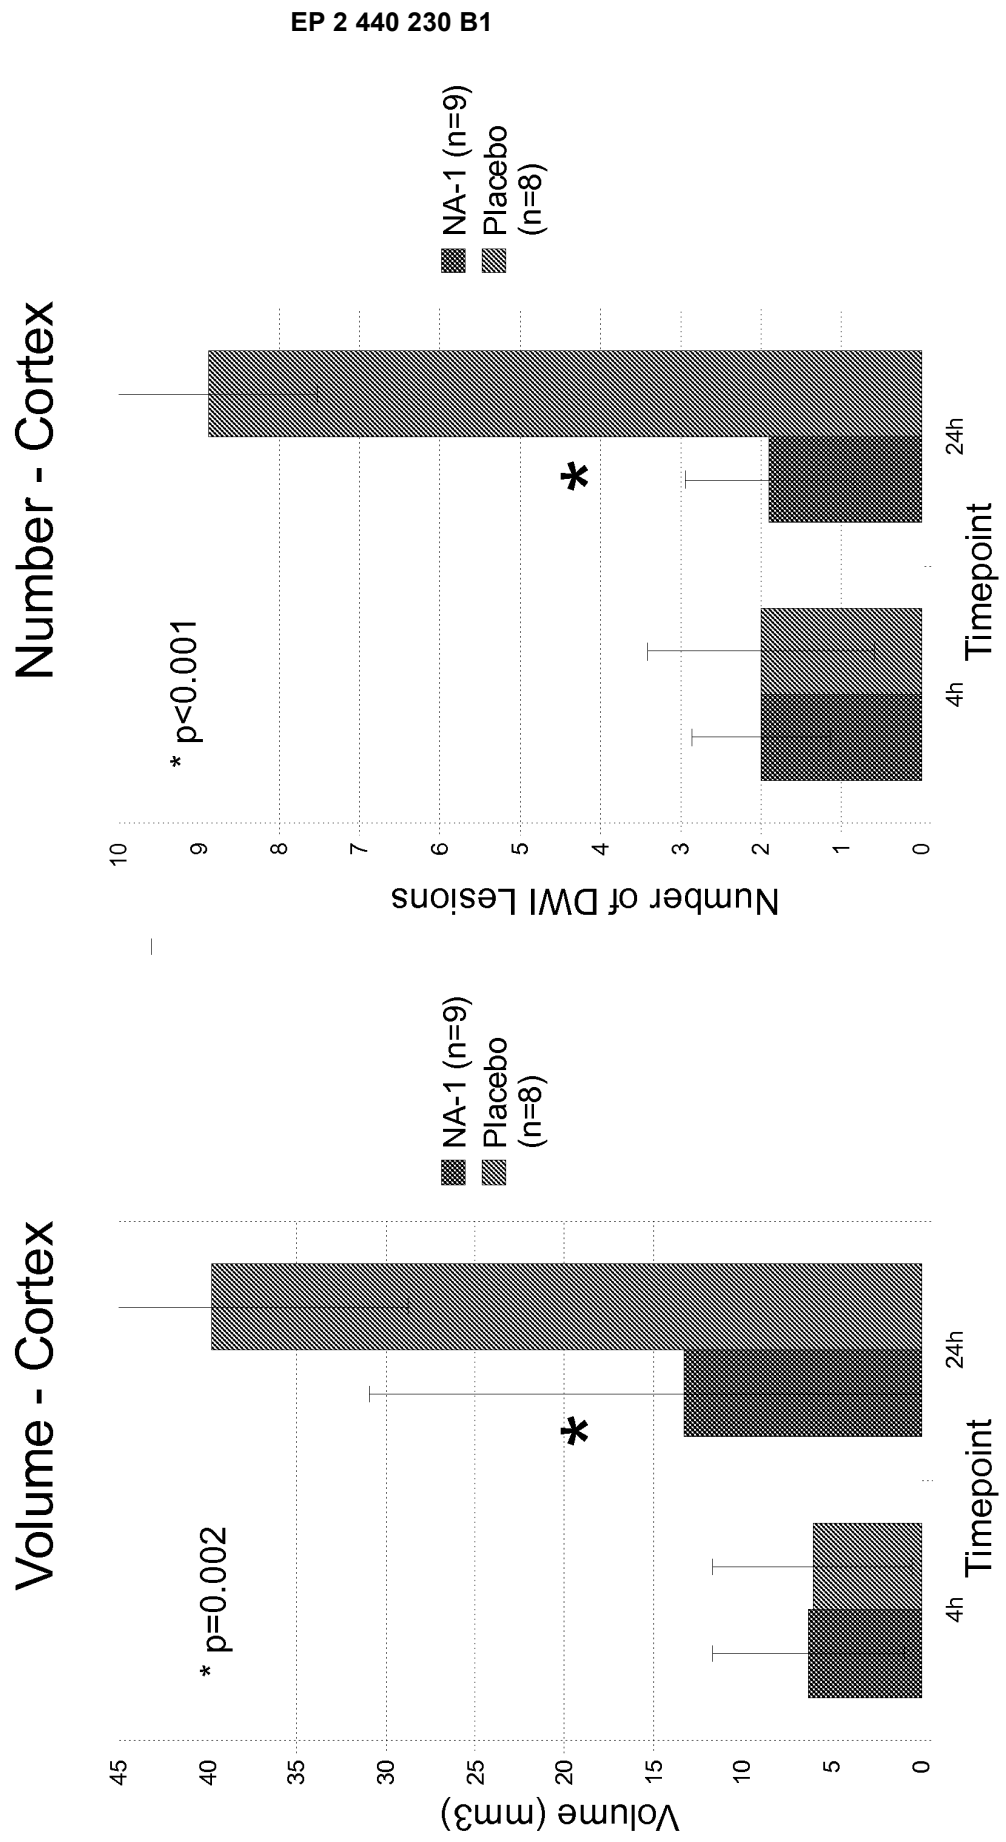 EP 2 440 230 B1
Volume - Cortex
* p=0.002
45
40
35
30
25
20
15
10
5
0
Volume (mm3)
*
4h
24h
Timepoint
NA-1 (n=9)
Placebo
(n=8)
Number - Cortex
* p<0.001
10
9
8
7
6
5
4
3
2
1
0
Number of DWI Lesions
*
4h
24h
Timepoint
NA-1 (n=9)
Placebo
(n=8)